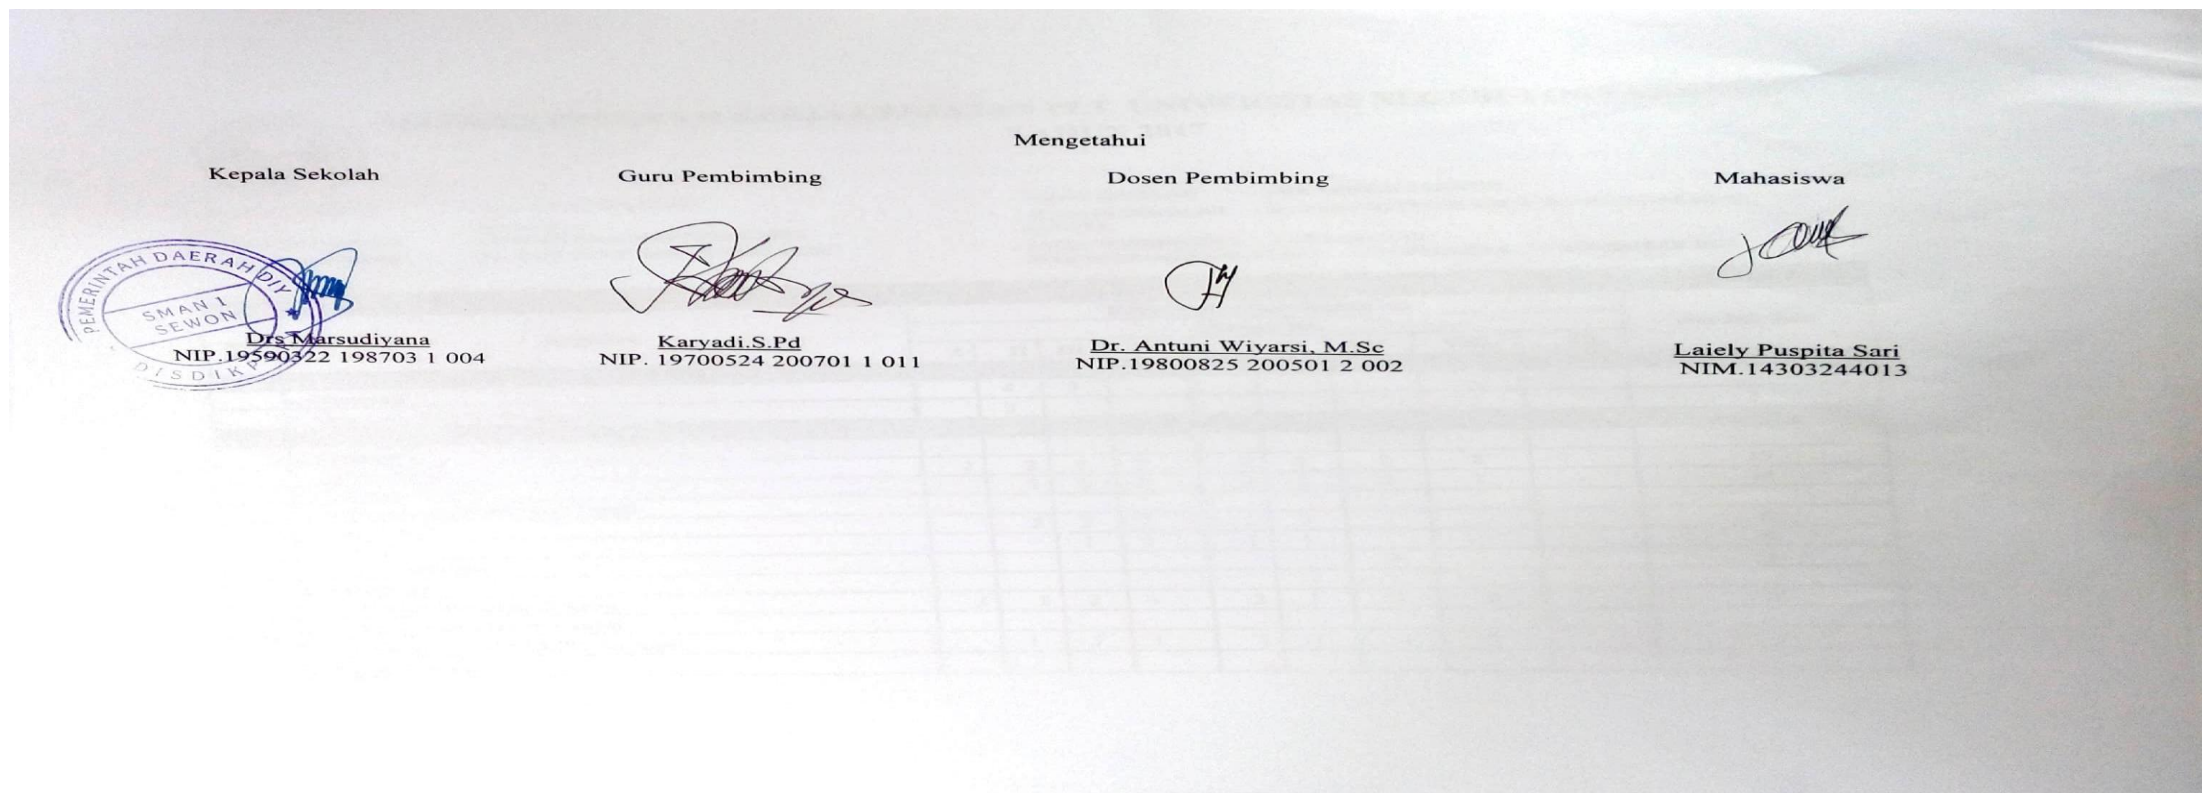 Mengetahui
Kepala Sekolah
Guru Pembimbing
Dosen Pembimbing
Mahasiswa
PEMERINTAH DAERAH DIY
SMAN 1
SEWON
Drs Marsudiyana
NIP.19590322 198703 1 004
Karyadi.S.Pd
NIP. 19700524 200701 1 011
Dr. Antuni Wiyarsi, M.Sc
NIP.19800825 200501 2 002
Laiely Puspita Sari
NIM.14303244013